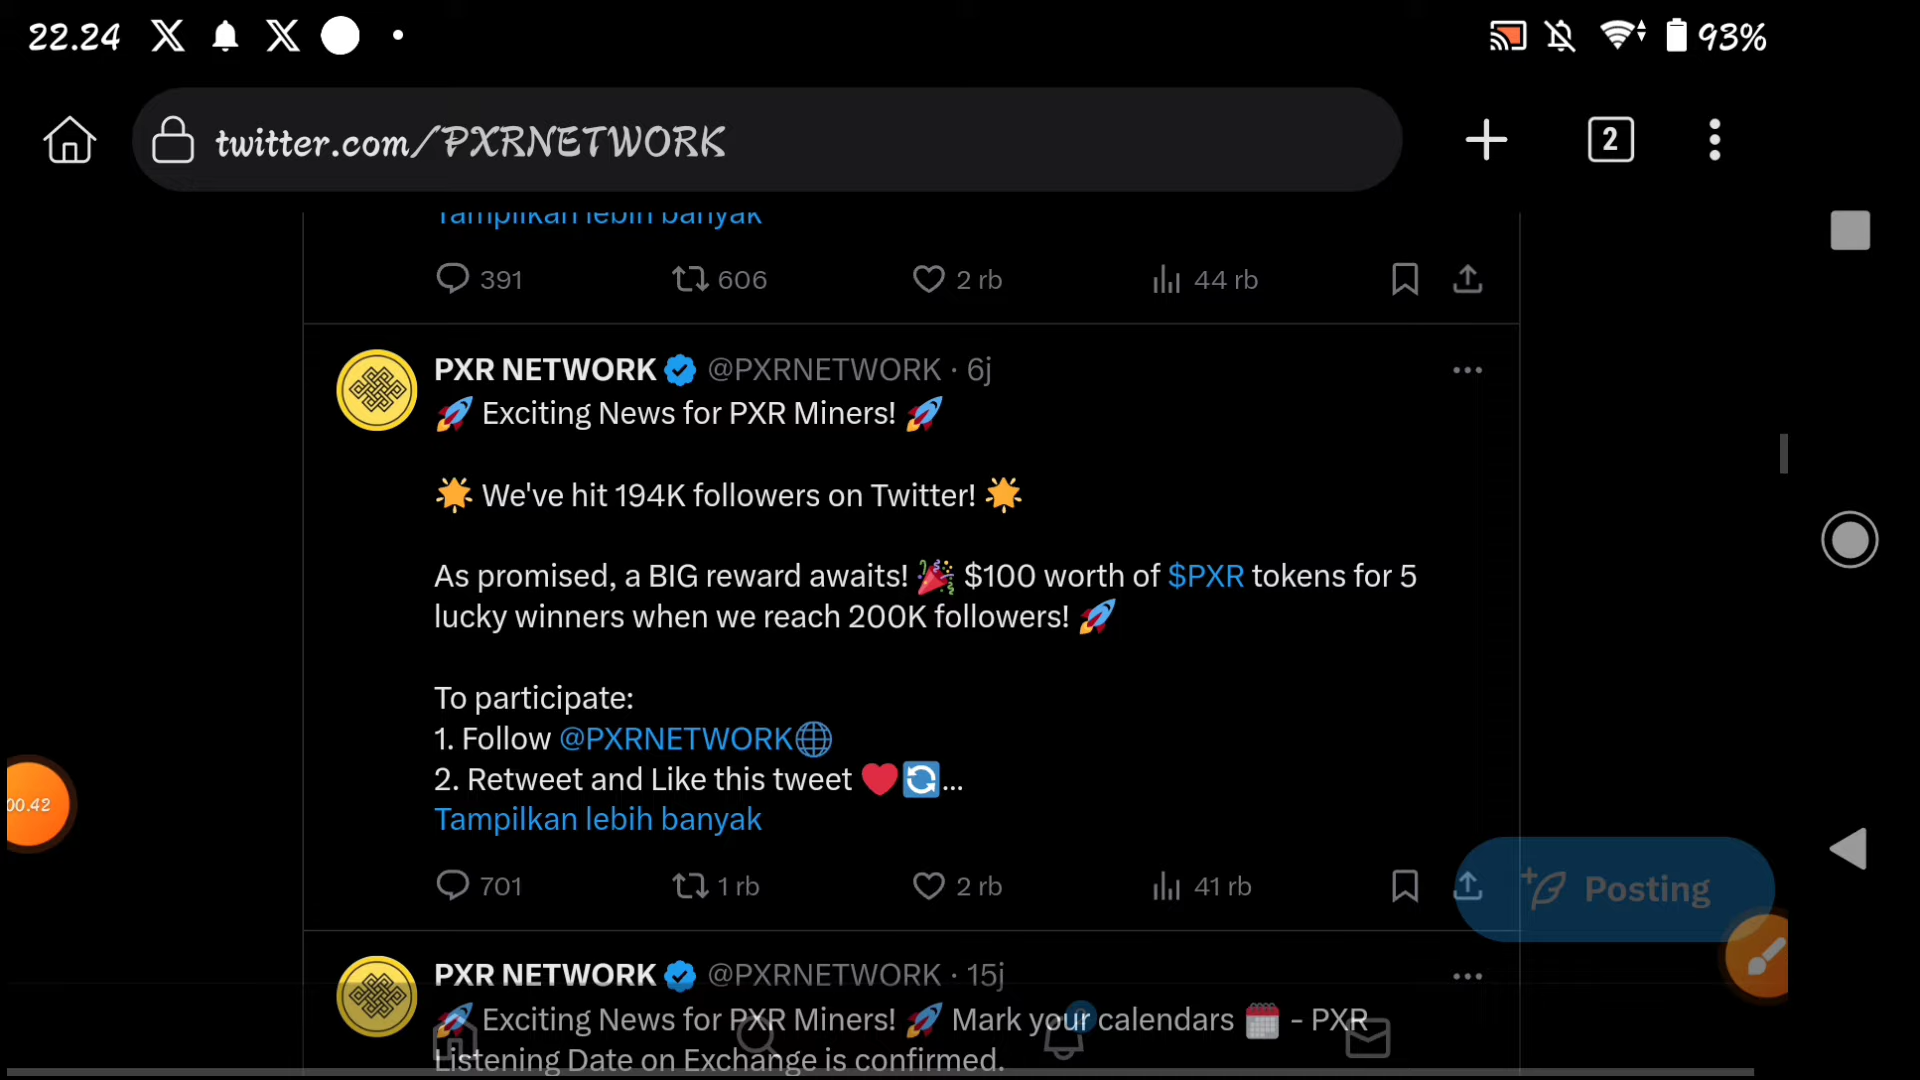 22.24
93%
twitter.com/PXRNETWORK
2
Tampilkan lebih banyak
391 606 2 rb 44 rb
PXR NETWORK @PXRNETWORK · 6j
🚀 Exciting News for PXR Miners! 🚀
🌟 We've hit 194K followers on Twitter! 🌟
As promised, a BIG reward awaits! 🎉 $100 worth of $PXR tokens for 5
lucky winners when we reach 200K followers! 🚀
To participate:
1. Follow @PXRNETWORK🌐
2. Retweet and Like this tweet ❤️🔄...
Tampilkan lebih banyak
701 1 rb 2 rb 41 rb
Posting
00.42
PXR NETWORK @PXRNETWORK · 15j
🚀 Exciting News for PXR Miners! 🚀 Mark your calendars 🗓️ - PXR
Listening Date on Exchange is confirmed.